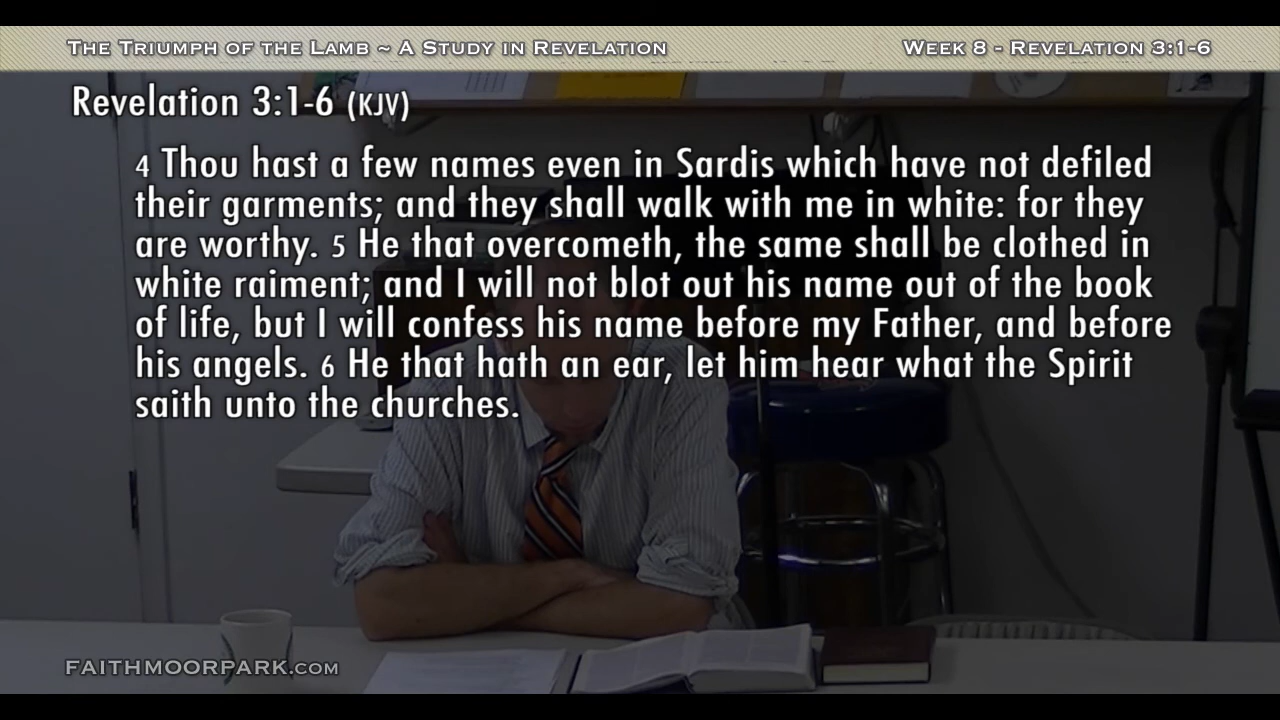 THE TRIUMPH OF THE LAMB ~ A STUDY IN REVELATION
WEEK 8 - REVELATION 3:1-6
Revelation 3:1-6 (KJV)
4 Thou hast a few names even in Sardis which have not defiled
their garments; and they shall walk with me in white: for they
are worthy. 5 He that overcometh, the same shall be clothed in
white raiment; and I will not blot out his name out of the book
of life, but I will confess his name before my Father, and before
his angels. 6 He that hath an ear, let him hear what the Spirit
saith unto the churches.
FAITHMOORPARK.COM